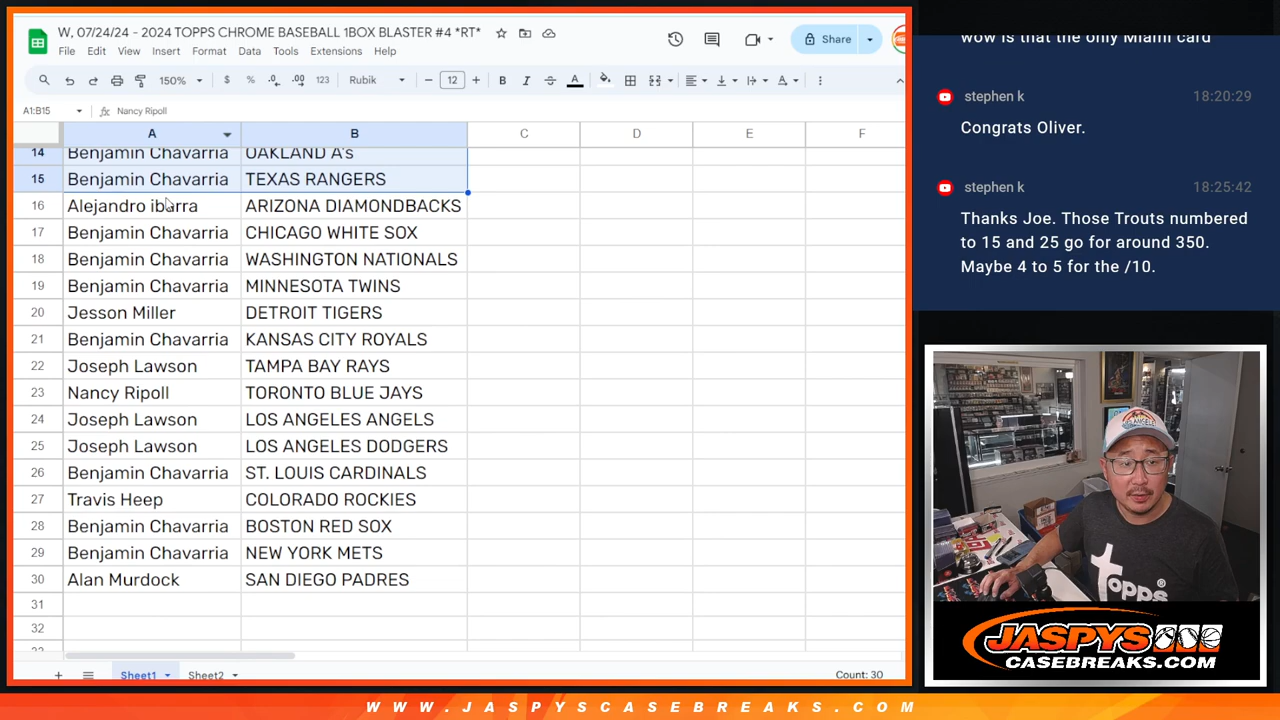 W, 07/24/24 - 2024 TOPPS CHROME BASEBALL 1BOX BLASTER #4 *RT*
File Edit View Insert Format Data Tools Extensions Help
Share
150% $ % .0 .00 123 Rubik 12 B I A
A1:B15 fx Nancy Ripoll
A B C D E F
14 Benjamin Chavarria OAKLAND A's
15 Benjamin Chavarria TEXAS RANGERS
16 Alejandro ibarra ARIZONA DIAMONDBACKS
17 Benjamin Chavarria CHICAGO WHITE SOX
18 Benjamin Chavarria WASHINGTON NATIONALS
19 Benjamin Chavarria MINNESOTA TWINS
20 Jesson Miller DETROIT TIGERS
21 Benjamin Chavarria KANSAS CITY ROYALS
22 Joseph Lawson TAMPA BAY RAYS
23 Nancy Ripoll TORONTO BLUE JAYS
24 Joseph Lawson LOS ANGELES ANGELS
25 Joseph Lawson LOS ANGELES DODGERS
26 Benjamin Chavarria ST. LOUIS CARDINALS
27 Travis Heep COLORADO ROCKIES
28 Benjamin Chavarria BOSTON RED SOX
29 Benjamin Chavarria NEW YORK METS
30 Alan Murdock SAN DIEGO PADRES
31
32
Sheet1 Sheet2 Count: 30
wow is that the only Miami card
stephen k 18:20:29
Congrats Oliver.
stephen k 18:25:42
Thanks Joe. Those Trouts numbered
to 15 and 25 go for around 350.
Maybe 4 to 5 for the /10.
topps
JASPYS
CASEBREAKS.COM
WWW.JASPYSCASEBREAKS.COM